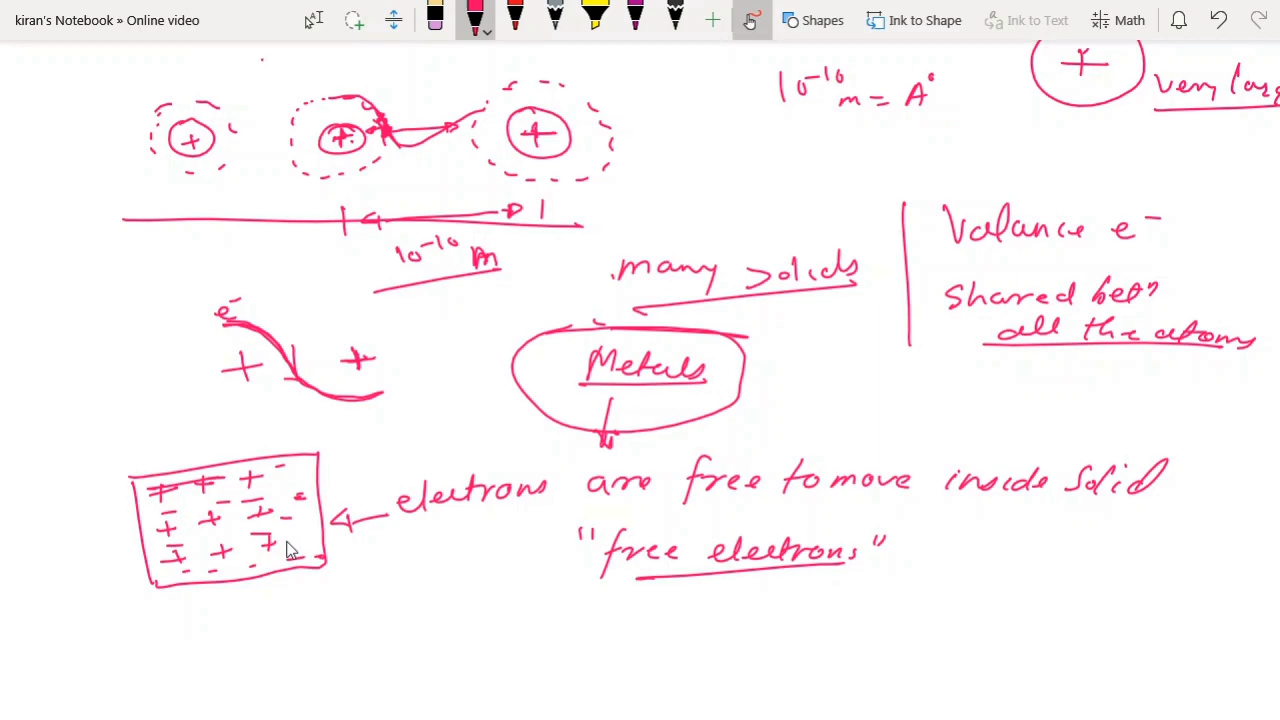 kiran's Notebook » Online video
Shapes
Ink to Shape
Ink to Text
Math
10⁻¹⁰ m = A°
very larg
+ + +
10⁻¹⁰ m
many solids
Valance e⁻
shared betⁿ
all the atoms
e⁻
+ +
Metals
electrons are free to move inside solid
"free electrons"